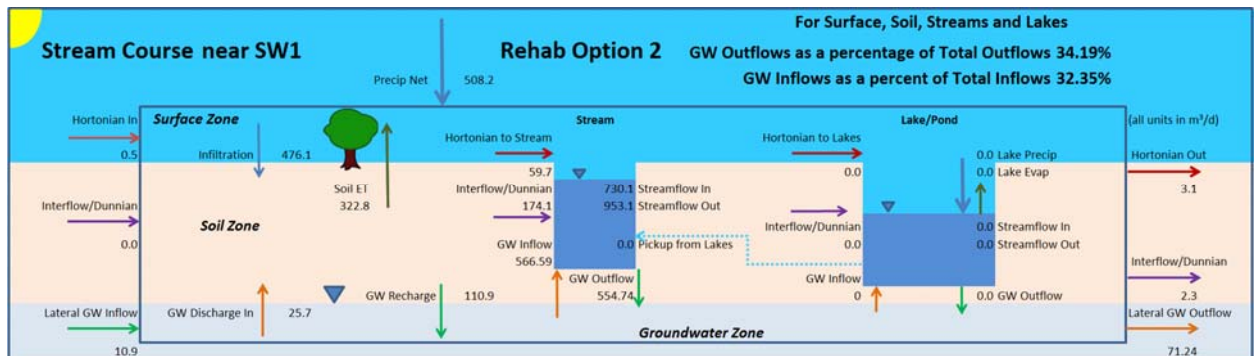 For Surface, Soil, Streams and Lakes
Stream Course near SW1
Rehab Option 2
GW Outflows as a percentage of Total Outflows 34.19%
GW Inflows as a percent of Total Inflows 32.35%
Precip Net 508.2
Hortonian In
0.5
Surface Zone
Stream
Lake/Pond
(all units in m³/d)
Infiltration 476.1
Hortonian to Stream
59.7
Hortonian to Lakes
0.0
0.0 Lake Precip
0.0 Lake Evap
Hortonian Out
3.1
Soil ET
322.8
Interflow/Dunnian
174.1
730.1 Streamflow In
953.1 Streamflow Out
Interflow/Dunnian
0.0
Soil Zone
Interflow/Dunnian
0.0
0.0 Streamflow In
0.0 Streamflow Out
GW Inflow
566.59
0.0 Pickup from Lakes
GW Inflow
0
Interflow/Dunnian
2.3
GW Outflow
554.74
0.0 GW Outflow
GW Recharge 110.9
GW Discharge In 25.7
Lateral GW Inflow
10.9
Groundwater Zone
Lateral GW Outflow
71.24